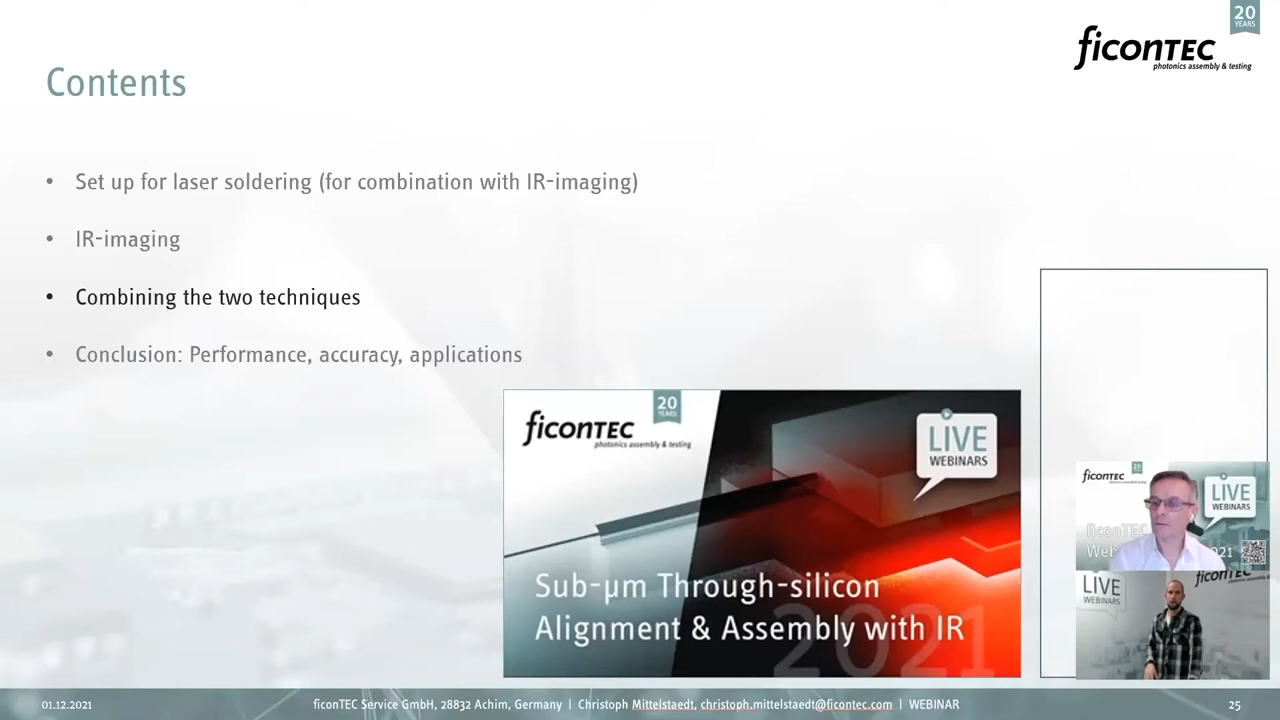 20
YEARS
ficonTEC
photonics assembly & testing
Contents
• Set up for laser soldering (for combination with IR-imaging)
• IR-imaging
• Combining the two techniques
• Conclusion: Performance, accuracy, applications
20
YEARS
ficonTEC
photonics assembly & testing
LIVE
WEBINARS
Sub-µm Through-silicon
Alignment & Assembly with IR
2021
ficonTEC
20
LIVE
WEBINARS
ficonTEC
LIVE
WEBINARS
ficonTEC
01.12.2021
ficonTEC Service GmbH, 28832 Achim, Germany | Christoph Mittelstaedt, christoph.mittelstaedt@ficontec.com | WEBINAR
25